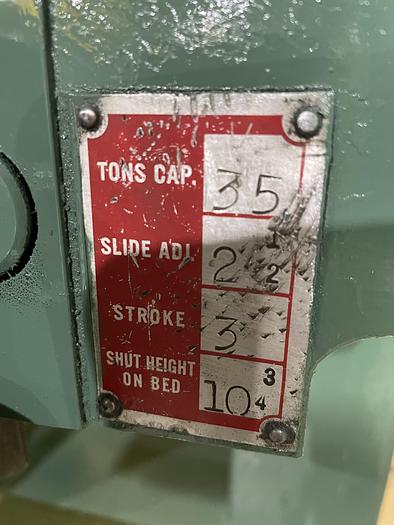 TONS CAP. 35
SLIDE ADJ. 2 1/2
STROKE 3
SHUT HEIGHT
ON BED 10 3/4